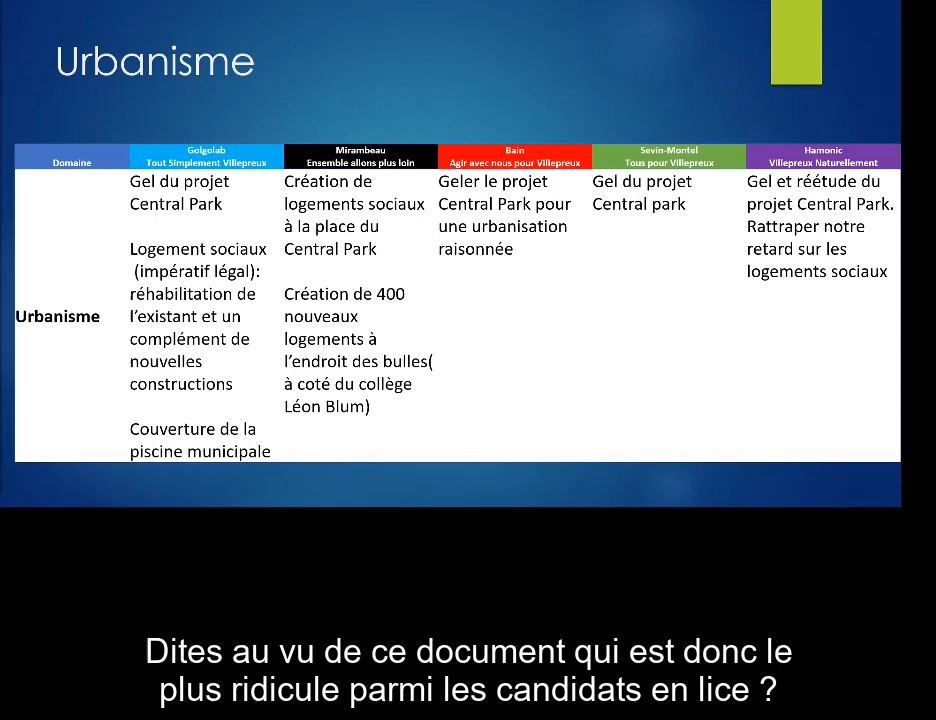 Urbanisme
Domaine
Golgolab
Tout Simplement Villepreux
Mirambeau
Ensemble allons plus loin
Bain
Agir avec nous pour Villepreux
Sevin-Montel
Tous pour Villepreux
Hamonic
Villepreux Naturellement
Urbanisme
Gel du projet
Central Park
Logement sociaux
(impératif légal):
réhabilitation de
l'existant et un
complément de
nouvelles
constructions
Couverture de la
piscine municipale
Création de
logements sociaux
à la place du
Central Park
Création de 400
nouveaux
logements à
l'endroit des bulles(
à coté du collège
Léon Blum)
Geler le projet
Central Park pour
une urbanisation
raisonnée
Gel du projet
Central park
Gel et réétude du
projet Central Park.
Rattraper notre
retard sur les
logements sociaux
Dites au vu de ce document qui est donc le
plus ridicule parmi les candidats en lice ?